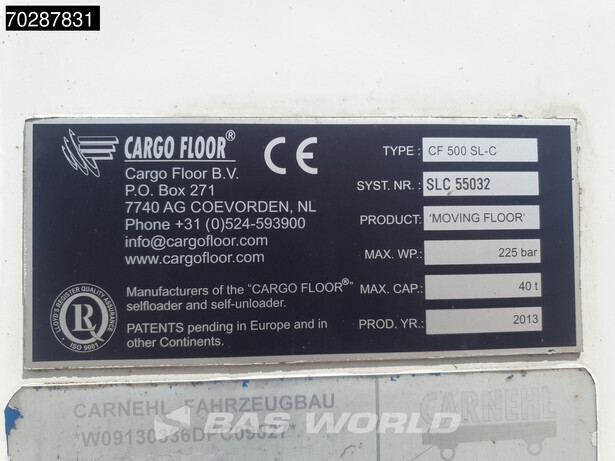 70287831
CARGO FLOOR®
Cargo Floor B.V.
P.O. Box 271
7740 AG COEVORDEN, NL
Phone +31 (0)524-593900
info@cargofloor.com
www.cargofloor.com
CE
Manufacturers of the "CARGO FLOOR®"
selfloader and self-unloader.
PATENTS pending in Europe and in
other Continents.
LLOYD'S REGISTER QUALITY ASSURANCE
R
ISO 9001
TYPE: CF 500 SL-C
SYST. NR.: SLC 55032
PRODUCT: 'MOVING FLOOR'
MAX. WP.: 225 bar
MAX. CAP.: 40 t
PROD. YR.: 2013
CARNEHL FAHRZEUGBAU
CARNEHL
BAS WORLD